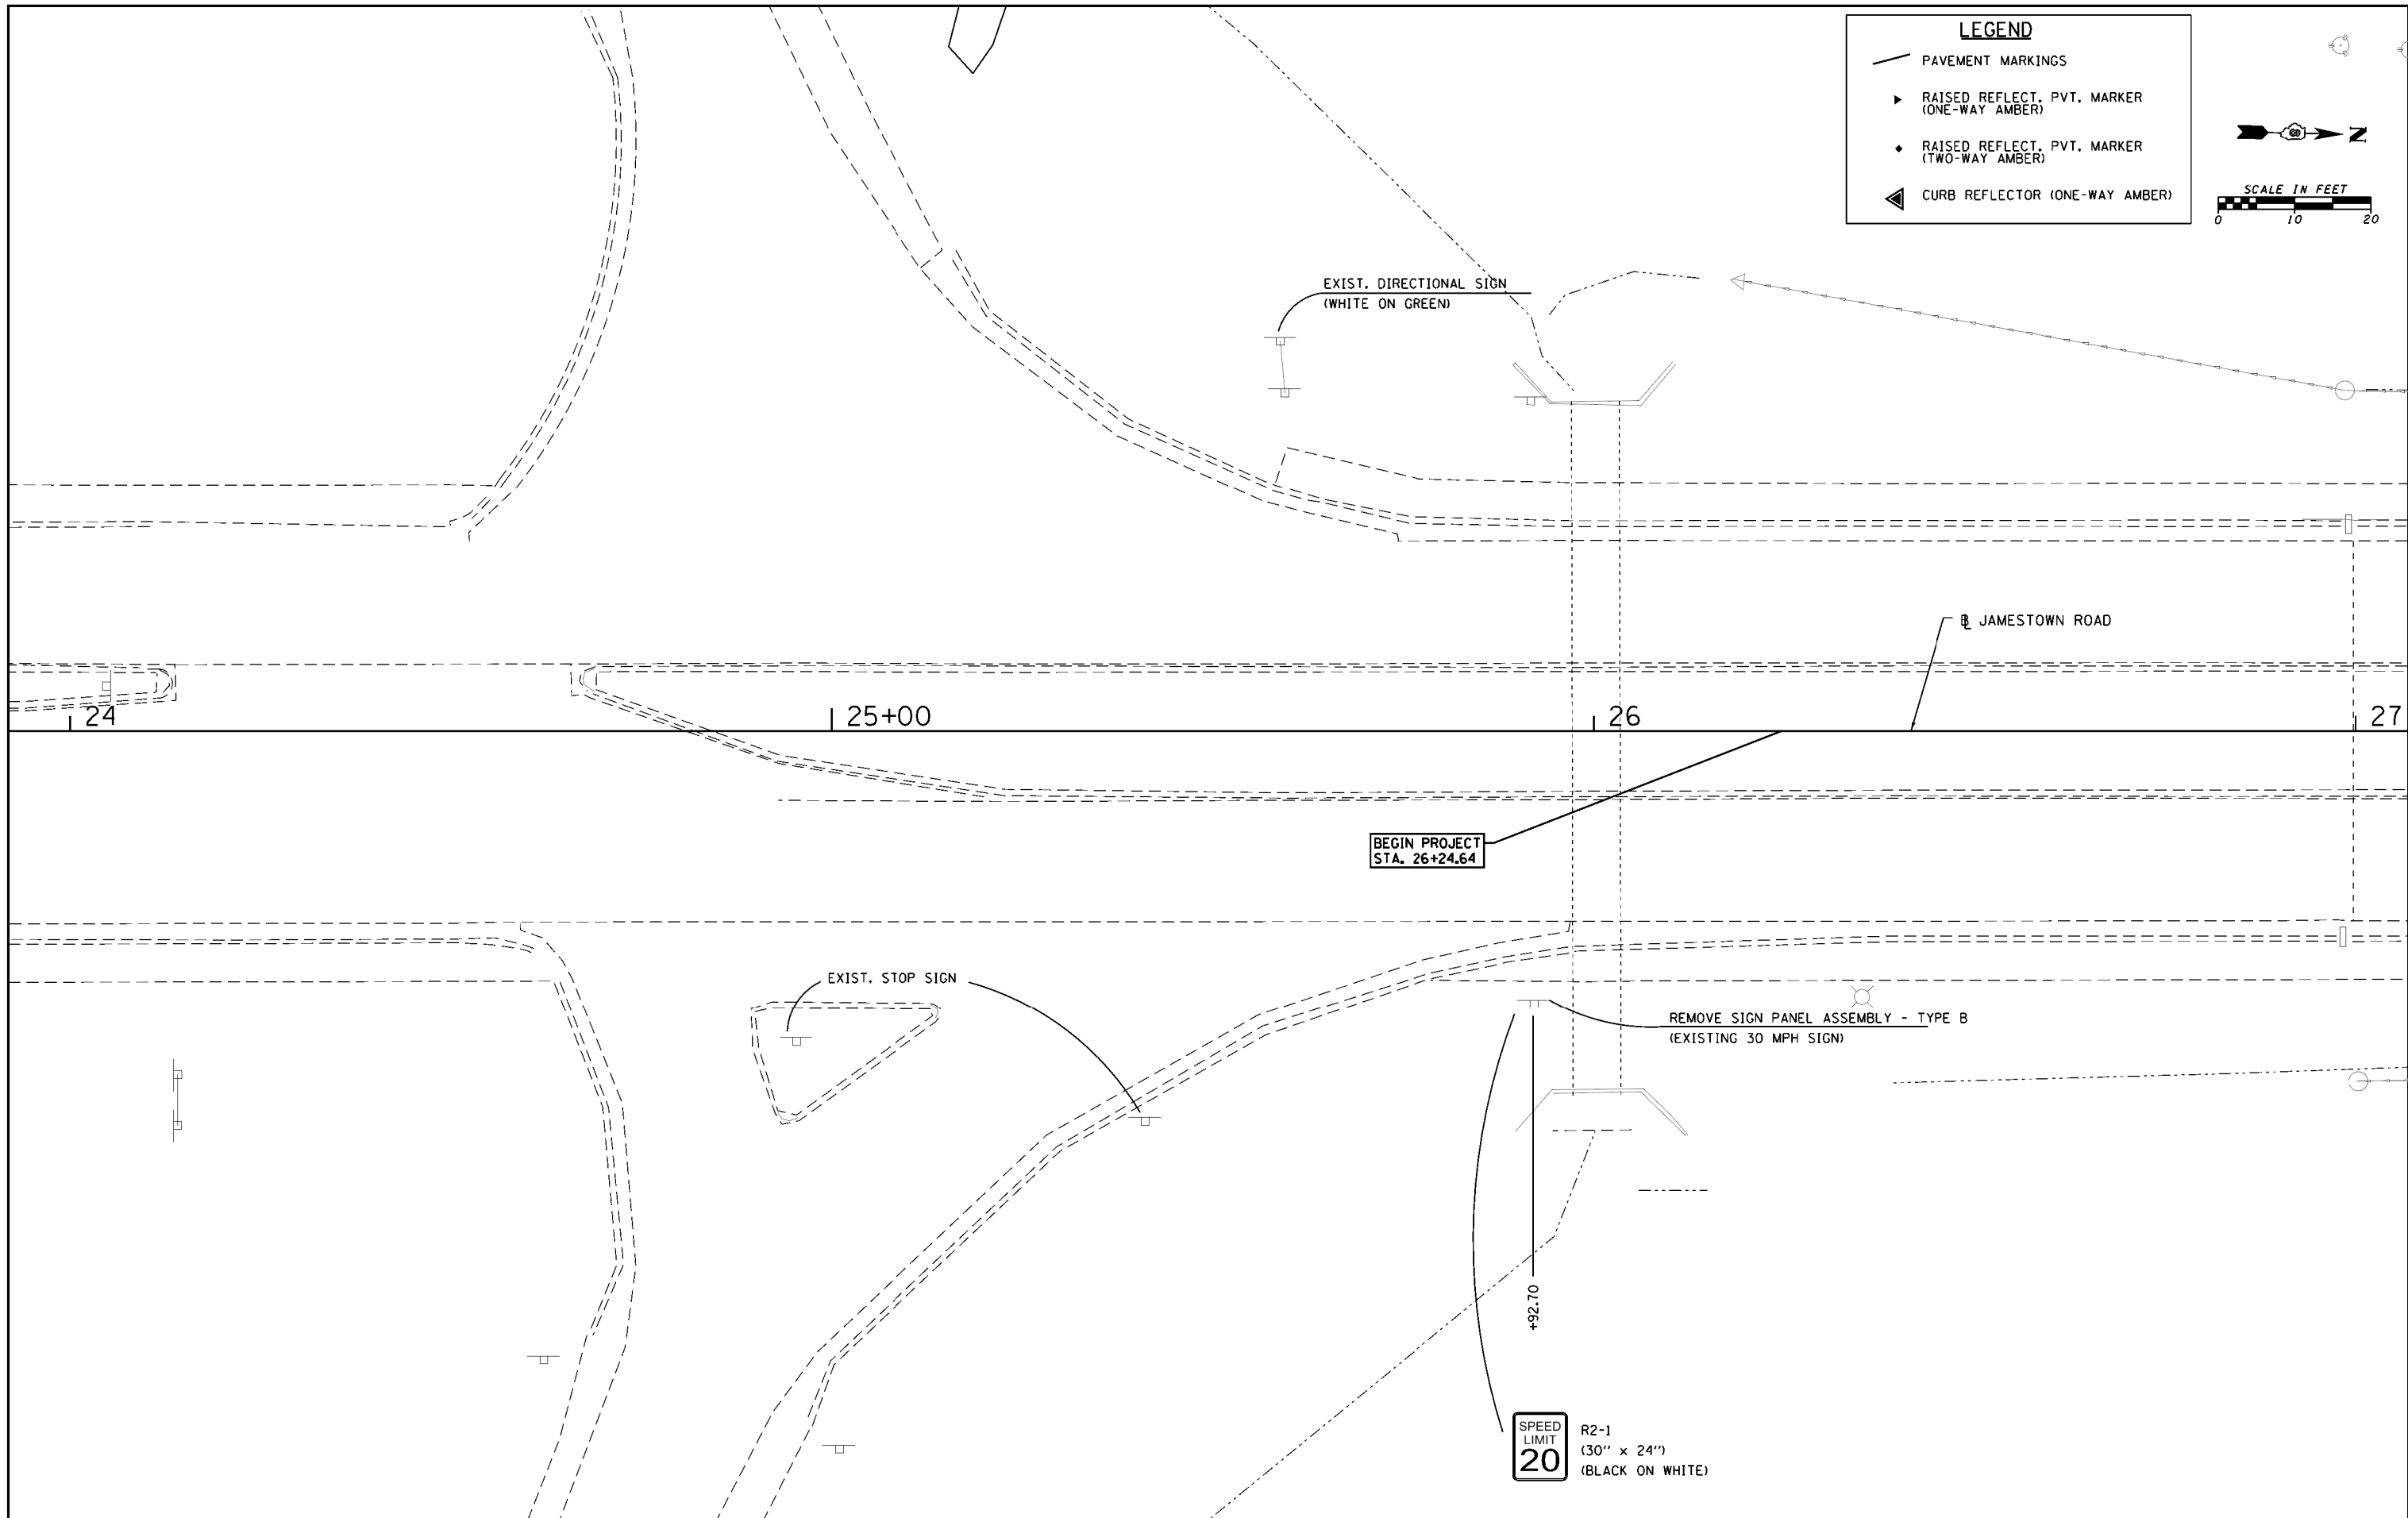 LEGEND
PAVEMENT MARKINGS
RAISED REFLECT. PVT. MARKER
(ONE-WAY AMBER)
RAISED REFLECT. PVT. MARKER
(TWO-WAY AMBER)
CURB REFLECTOR (ONE-WAY AMBER)
N
SCALE IN FEET
0 10 20
EXIST. DIRECTIONAL SIGN
(WHITE ON GREEN)
℄ JAMESTOWN ROAD
24 25+00 26 27
BEGIN PROJECT
STA. 26+24.64
EXIST. STOP SIGN
REMOVE SIGN PANEL ASSEMBLY - TYPE B
(EXISTING 30 MPH SIGN)
+92.70
SPEED
LIMIT
20
R2-1
(30'' x 24'')
(BLACK ON WHITE)